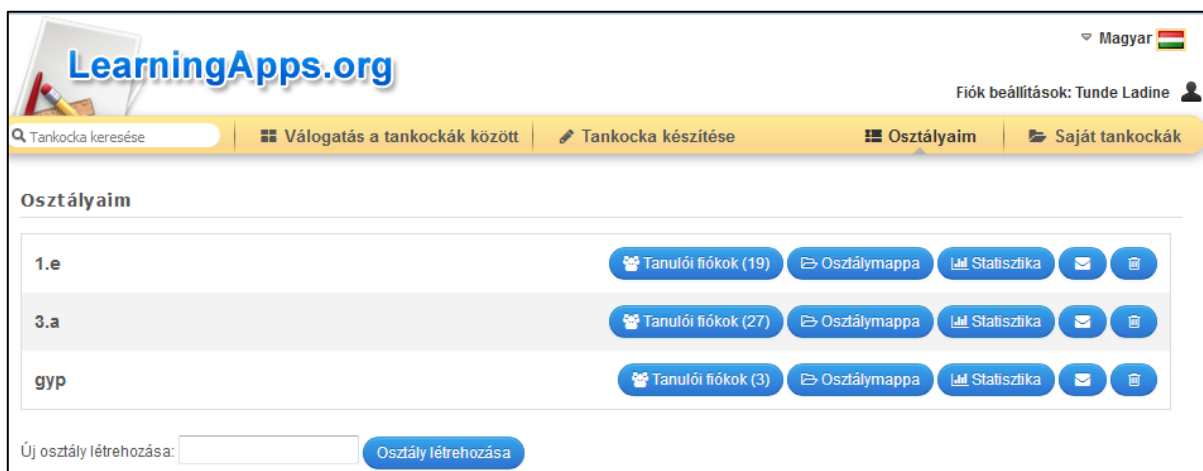 LearningApps.org
Magyar
Fiók beállítások: Tunde Ladine
Tankocka keresése
Válogatás a tankockák között
Tankocka készítése
Osztályaim
Saját tankockák
Osztályaim
1.e Tanulói fiókok (19) Osztálymappa Statisztika
3.a Tanulói fiókok (27) Osztálymappa Statisztika
gyp Tanulói fiókok (3) Osztálymappa Statisztika
Új osztály létrehozása: Osztály létrehozása